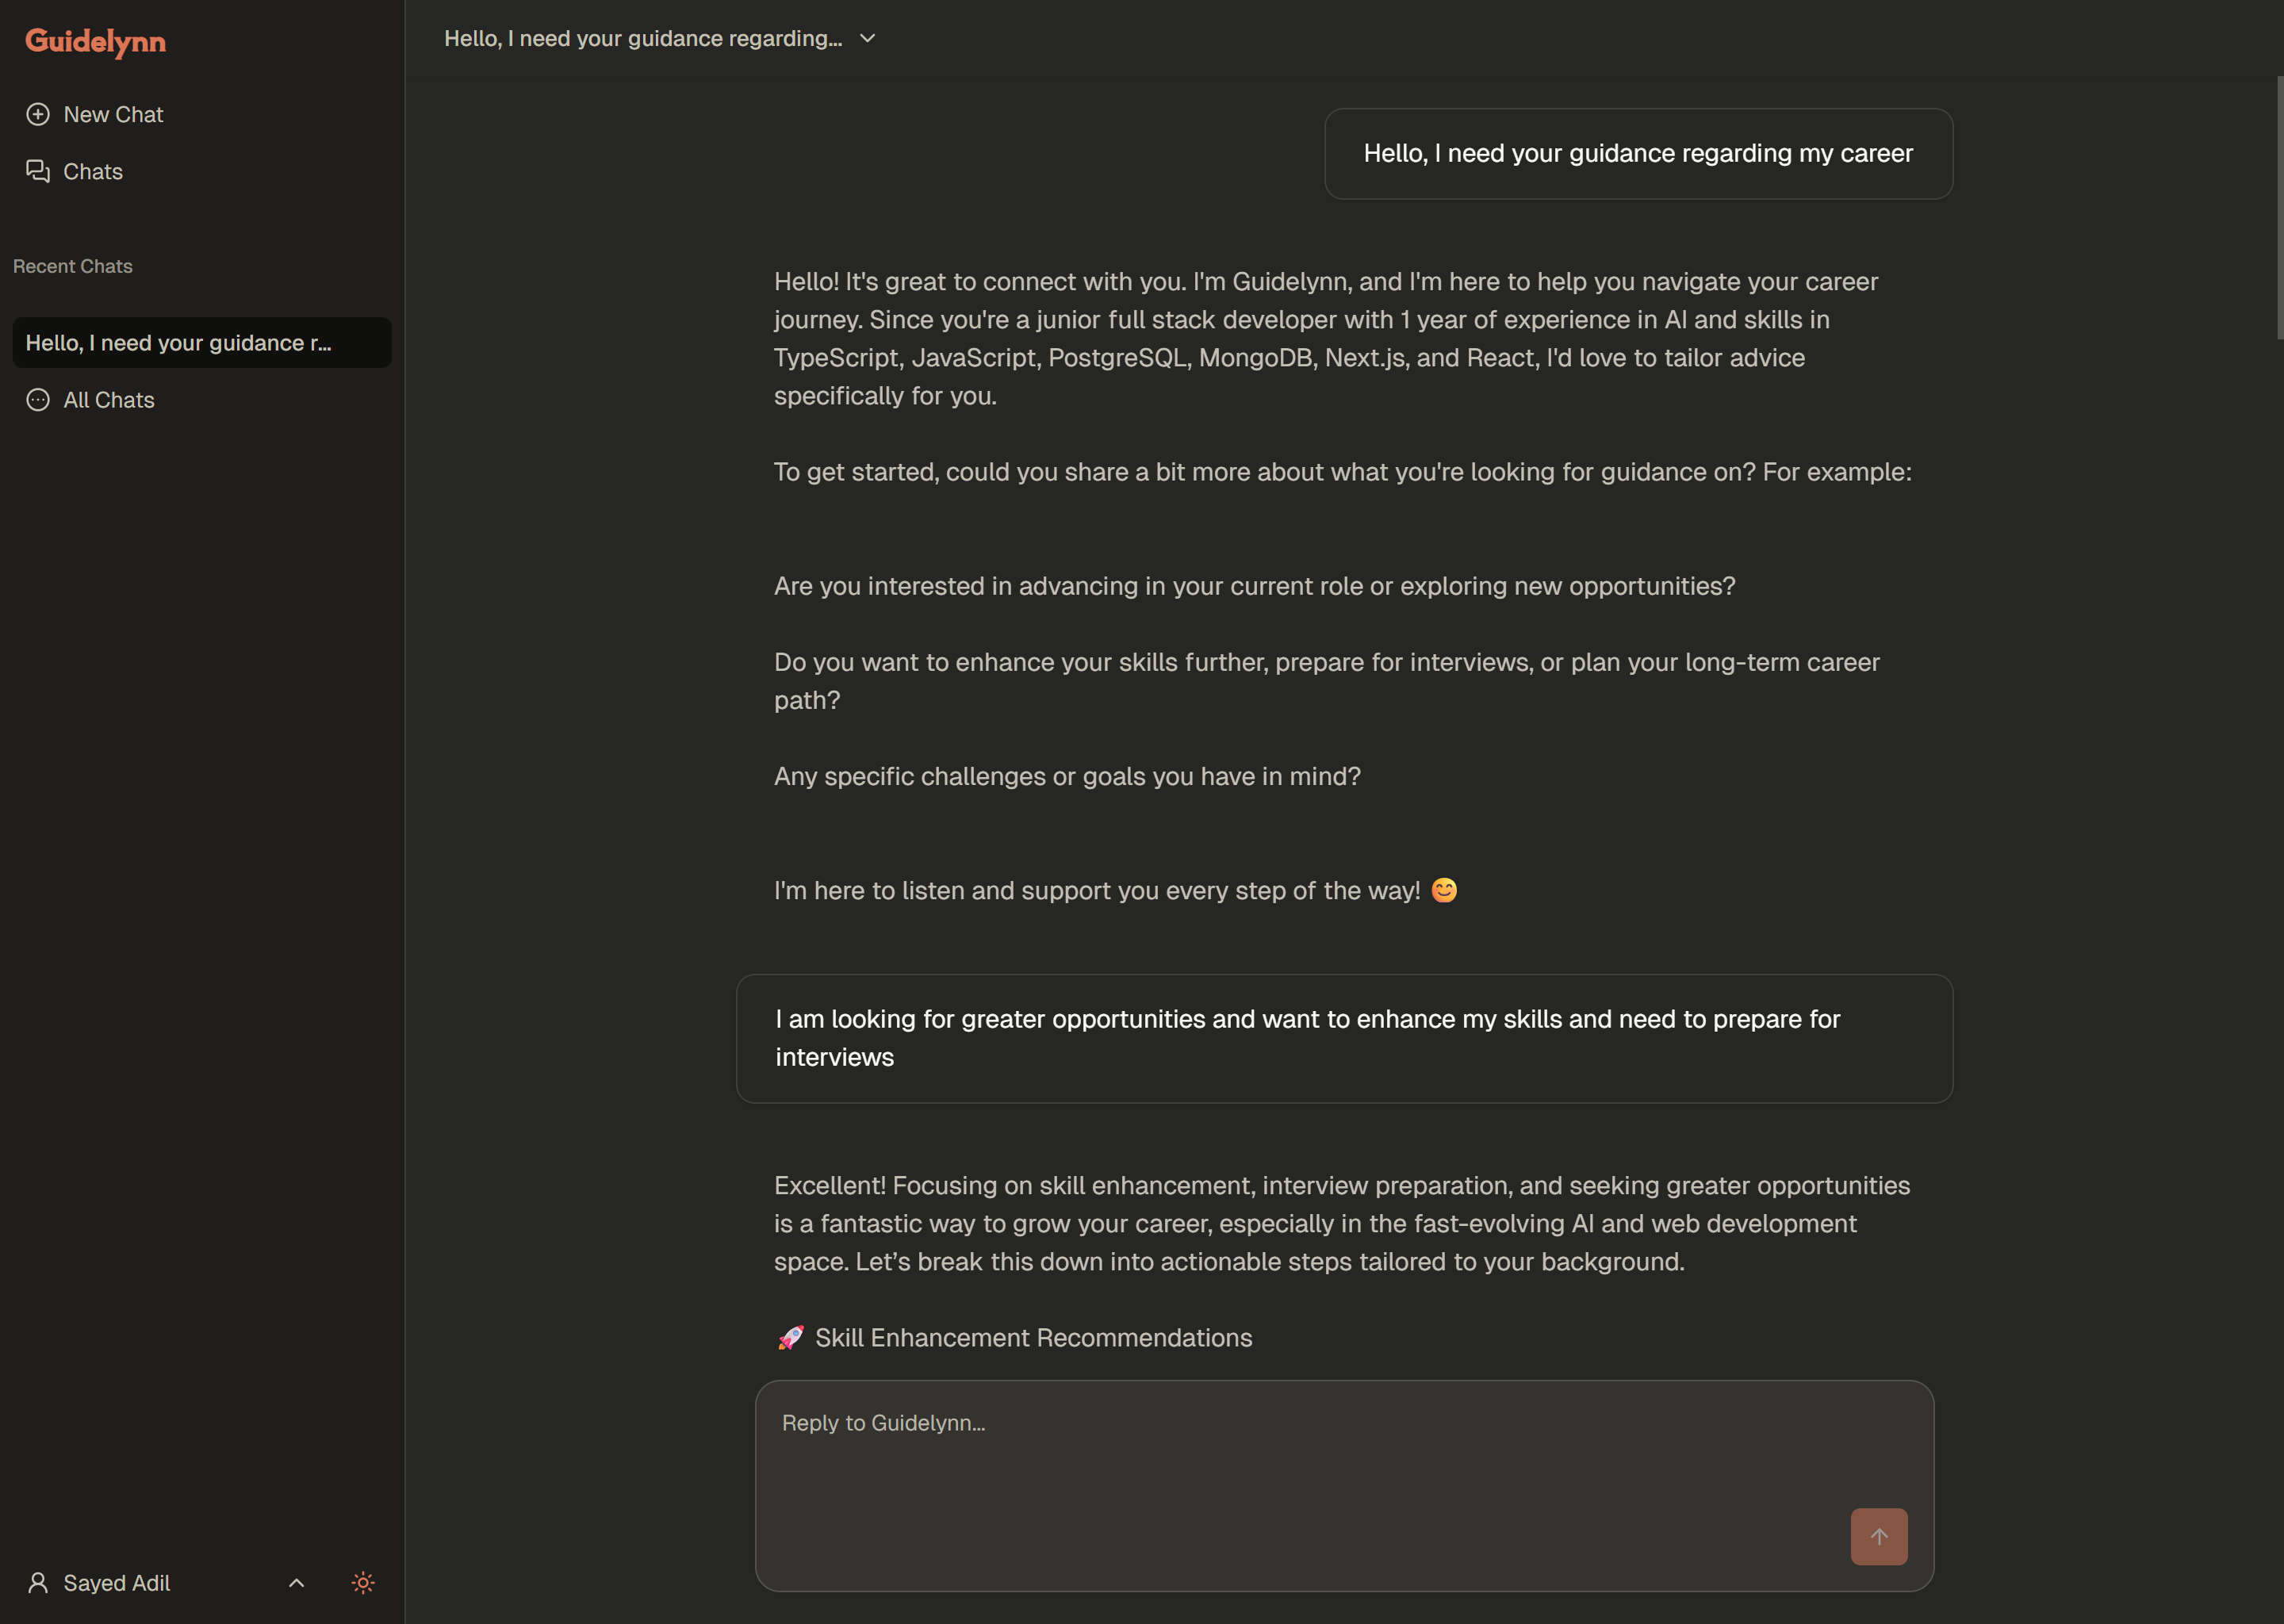 Guidelynn
New Chat
Chats
Recent Chats
Hello, I need your guidance r...
All Chats
Sayed Adil
Hello, I need your guidance regarding...
Hello, I need your guidance regarding my career
Hello! It's great to connect with you. I'm Guidelynn, and I'm here to help you navigate your career
journey. Since you're a junior full stack developer with 1 year of experience in AI and skills in
TypeScript, JavaScript, PostgreSQL, MongoDB, Next.js, and React, I'd love to tailor advice
specifically for you.
To get started, could you share a bit more about what you're looking for guidance on? For example:
Are you interested in advancing in your current role or exploring new opportunities?
Do you want to enhance your skills further, prepare for interviews, or plan your long-term career
path?
Any specific challenges or goals you have in mind?
I'm here to listen and support you every step of the way! 😊
I am looking for greater opportunities and want to enhance my skills and need to prepare for
interviews
Excellent! Focusing on skill enhancement, interview preparation, and seeking greater opportunities
is a fantastic way to grow your career, especially in the fast-evolving AI and web development
space. Let’s break this down into actionable steps tailored to your background.
🚀 Skill Enhancement Recommendations
Reply to Guidelynn...